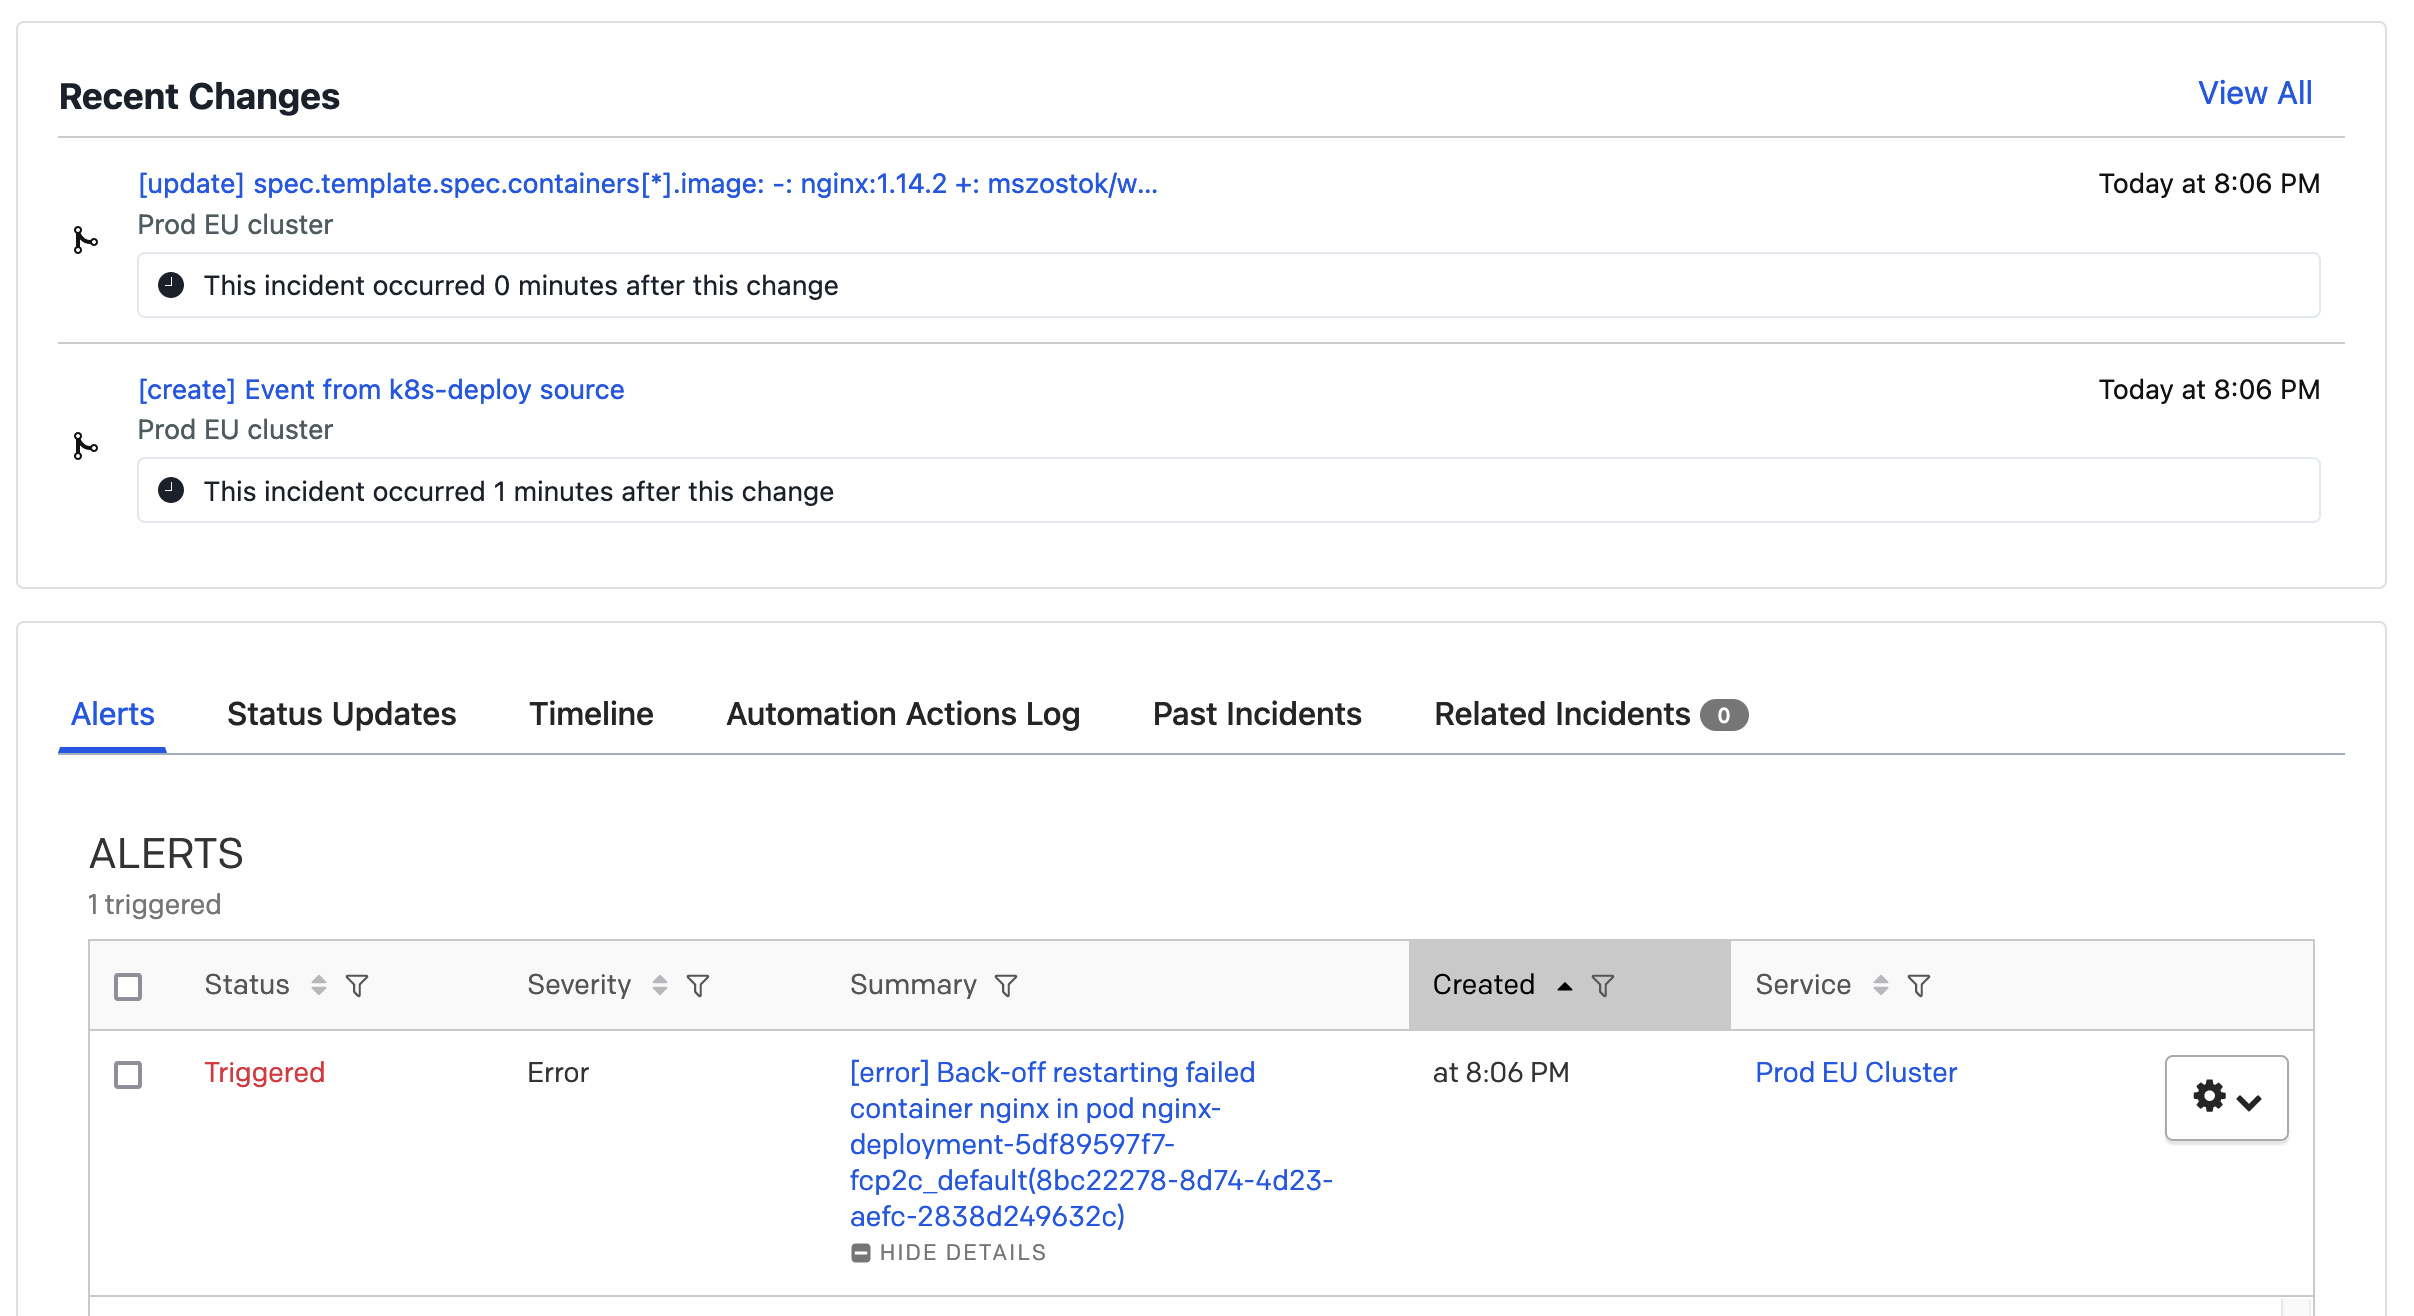 Recent Changes
View All
[update] spec.template.spec.containers[*].image: -: nginx:1.14.2 +: mszostok/w...
Today at 8:06 PM
Prod EU cluster
This incident occurred 0 minutes after this change
[create] Event from k8s-deploy source
Today at 8:06 PM
Prod EU cluster
This incident occurred 1 minutes after this change
Alerts
Status Updates
Timeline
Automation Actions Log
Past Incidents
Related Incidents 0
ALERTS
1 triggered
Status
Severity
Summary
Created
Service
Triggered
Error
[error] Back-off restarting failed
container nginx in pod nginx-
deployment-5df89597f7-
fcp2c_default(8bc22278-8d74-4d23-
aefc-2838d249632c)
HIDE DETAILS
at 8:06 PM
Prod EU Cluster